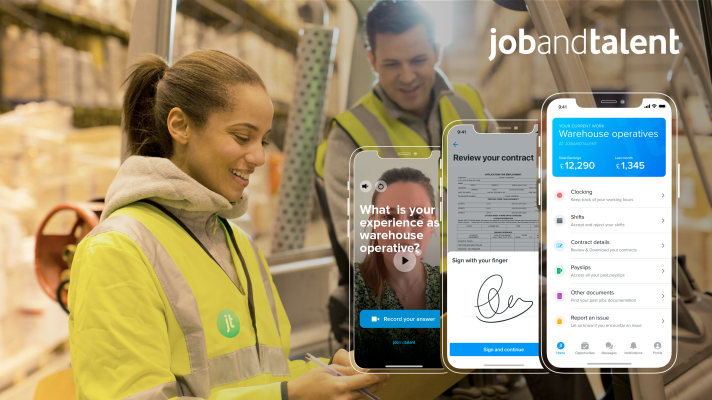 jobandtalent
jt
What is your
experience as
warehouse
operative?
Record your answer
9:41
Review your contract
APPLICATION FOR EMPLOYMENT
Sign with your finger
Sign and continue
9:41
YOUR CURRENT WORK
Warehouse operatives
AT JOBANDTALENT
Total Earnings
£ 12,290
Last month
£ 1,345
Clocking
Keep track of your working hours
Shifts
Accept and reject your shifts
Contract details
Review & Download your contracts
Payslips
Access all your past payslips
Other documents
Find your past jobs documentation
Report an issue
Let us know if you encounter an issue
Home
Opportunities
Messages
Notifications
Profile